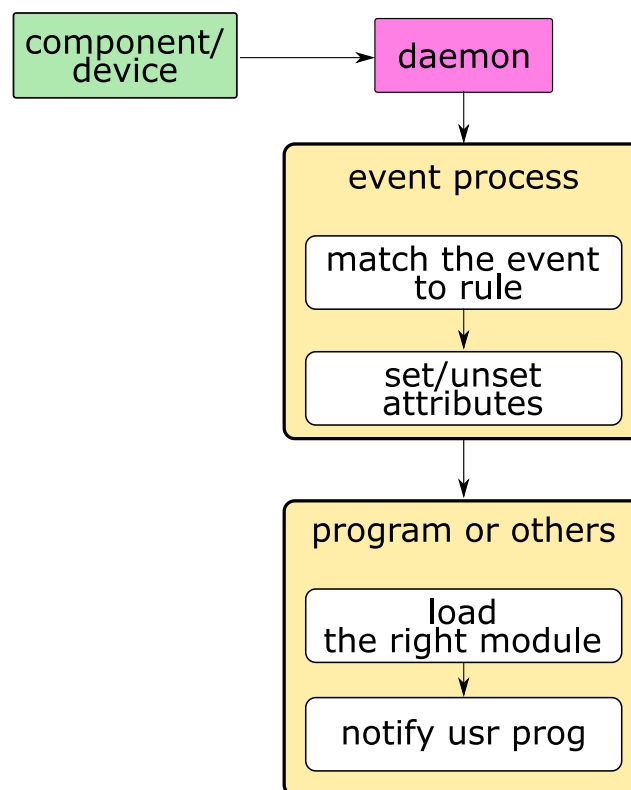 component/
device
daemon
event process
match the event
to rule
set/unset
attributes
program or others
load
the right module
notify usr prog